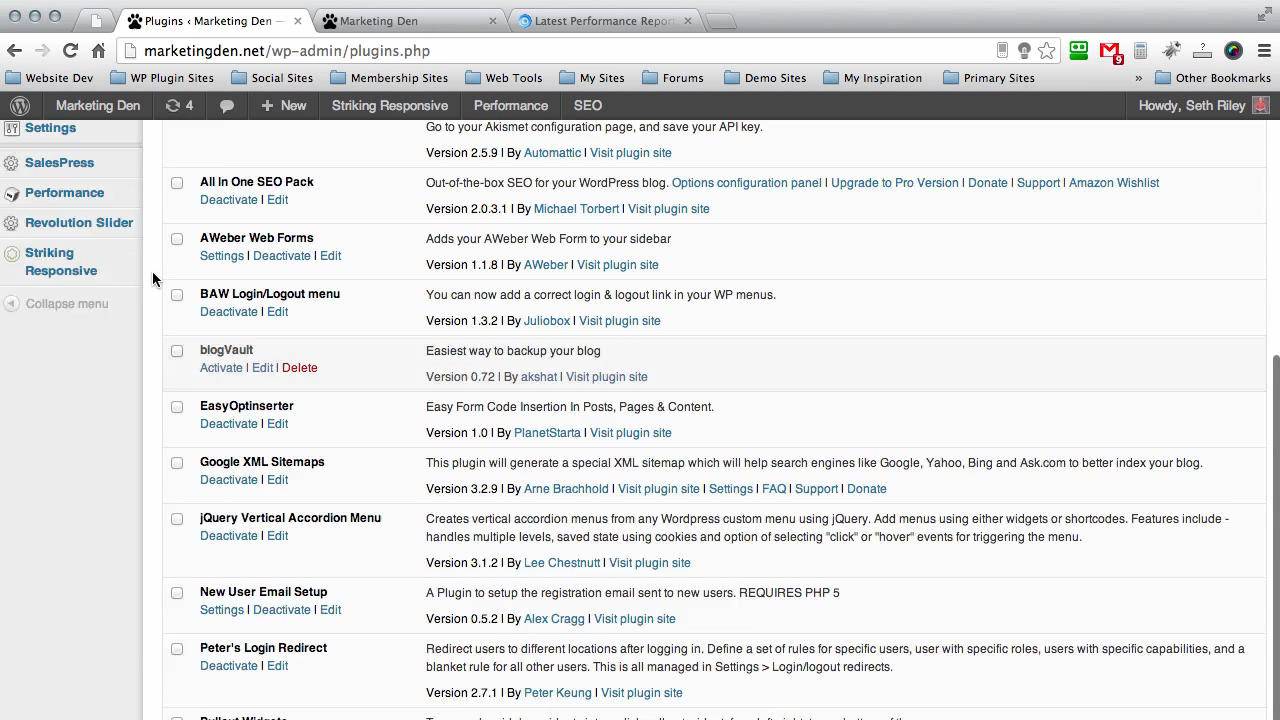 Plugins ‹ Marketing Den —
Marketing Den
Latest Performance Repor
marketingden.net/wp-admin/plugins.php
9
Website Dev
WP Plugin Sites
Social Sites
Membership Sites
Web Tools
My Sites
Forums
Demo Sites
My Inspiration
Primary Sites
»
Other Bookmarks
Marketing Den
4
+ New
Striking Responsive
Performance
SEO
Howdy, Seth Riley
Settings
SalesPress
Performance
Revolution Slider
Striking
Responsive
Collapse menu
Go to your Akismet configuration page, and save your API key.
Version 2.5.9 | By Automattic | Visit plugin site
All In One SEO Pack
Deactivate | Edit
Out-of-the-box SEO for your WordPress blog. Options configuration panel | Upgrade to Pro Version | Donate | Support | Amazon Wishlist
Version 2.0.3.1 | By Michael Torbert | Visit plugin site
AWeber Web Forms
Settings | Deactivate | Edit
Adds your AWeber Web Form to your sidebar
Version 1.1.8 | By AWeber | Visit plugin site
BAW Login/Logout menu
Deactivate | Edit
You can now add a correct login & logout link in your WP menus.
Version 1.3.2 | By Juliobox | Visit plugin site
blogVault
Activate | Edit | Delete
Easiest way to backup your blog
Version 0.72 | By akshat | Visit plugin site
EasyOptinserter
Deactivate | Edit
Easy Form Code Insertion In Posts, Pages & Content.
Version 1.0 | By PlanetStarta | Visit plugin site
Google XML Sitemaps
Deactivate | Edit
This plugin will generate a special XML sitemap which will help search engines like Google, Yahoo, Bing and Ask.com to better index your blog.
Version 3.2.9 | By Arne Brachhold | Visit plugin site | Settings | FAQ | Support | Donate
jQuery Vertical Accordion Menu
Deactivate | Edit
Creates vertical accordion menus from any Wordpress custom menu using jQuery. Add menus using either widgets or shortcodes. Features include -
handles multiple levels, saved state using cookies and option of selecting "click" or "hover" events for triggering the menu.
Version 3.1.2 | By Lee Chestnutt | Visit plugin site
New User Email Setup
Settings | Deactivate | Edit
A Plugin to setup the registration email sent to new users. REQUIRES PHP 5
Version 0.5.2 | By Alex Cragg | Visit plugin site
Peter's Login Redirect
Deactivate | Edit
Redirect users to different locations after logging in. Define a set of rules for specific users, user with specific roles, users with specific capabilities, and a
blanket rule for all other users. This is all managed in Settings > Login/logout redirects.
Version 2.7.1 | By Peter Keung | Visit plugin site